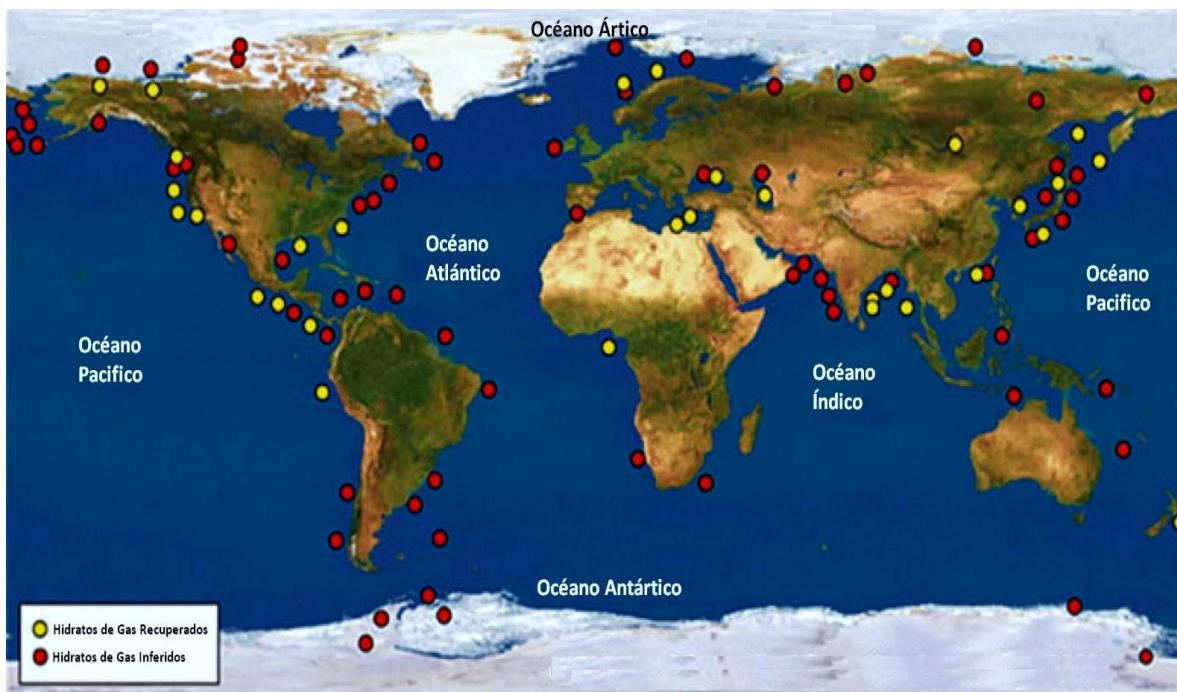 Océano Ártico
Océano
Atlántico
Océano
Pacifico
Océano
Pacifico
Océano
Índico
Océano Antártico
Hidratos de Gas Recuperados
Hidratos de Gas Inferidos